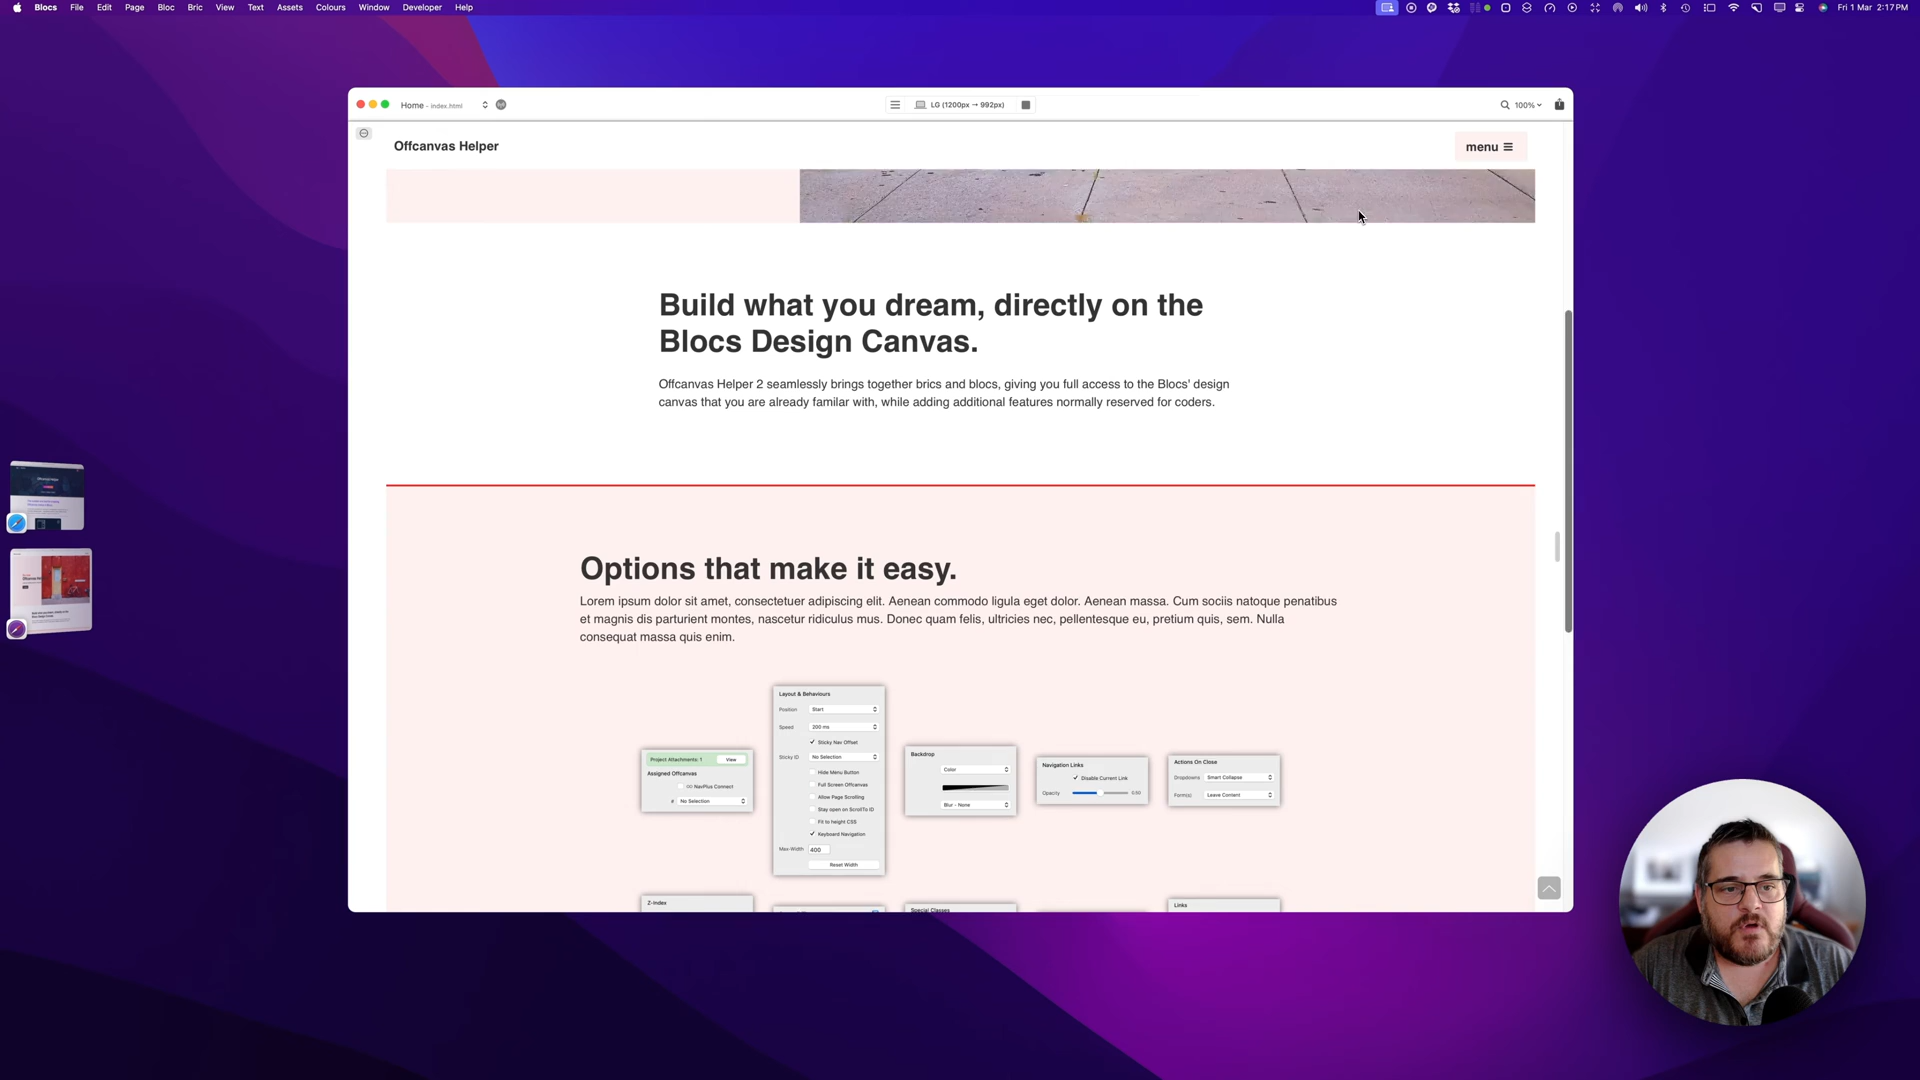 Blocs File Edit Page Bloc Bric View Text Assets Colours Window Developer Help
Fri 1 Mar 2:17 PM
Home - index.html
LG (1200px → 992px)
100%
Offcanvas Helper
menu
Build what you dream, directly on the
Blocs Design Canvas.
Offcanvas Helper 2 seamlessly brings together brics and blocs, giving you full access to the Blocs' design
canvas that you are already familar with, while adding additional features normally reserved for coders.
Options that make it easy.
Lorem ipsum dolor sit amet, consectetuer adipiscing elit. Aenean commodo ligula eget dolor. Aenean massa. Cum sociis natoque penatibus
et magnis dis parturient montes, nascetur ridiculus mus. Donec quam felis, ultricies nec, pellentesque eu, pretium quis, sem. Nulla
consequat massa quis enim.
Project Attachments: 1 View
Assigned Offcanvas
NavPlus Connect
# No Selection
Layout & Behaviours
Position Start
Speed 200 ms
Sticky Nav Offset
Sticky ID No Selection
Hide Menu Button
Full Screen Offcanvas
Allow Page Scrolling
Stay open on ScrollTo ID
Fit to height CSS
Keyboard Navigation
Max-Width 400
Reset Width
Backdrop
Color
Blur - None
Navigation Links
Disable Current Link
Opacity 0.50
Actions On Close
Dropdowns Smart Collapse
Form(s) Leave Content
Z-index
Special Classes
Links